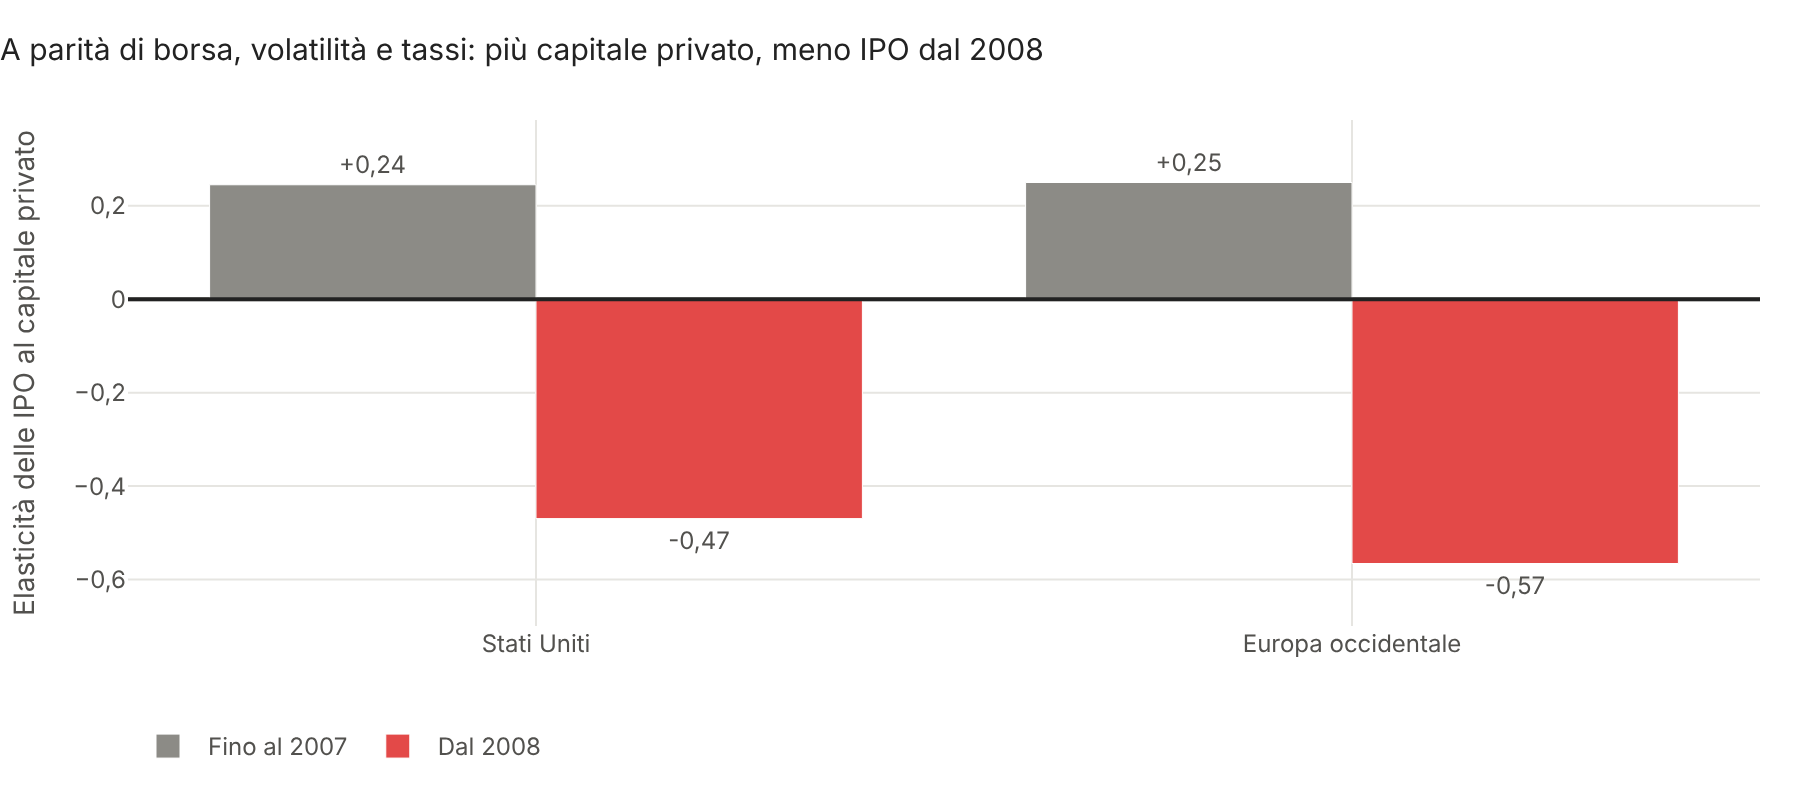 A parità di borsa, volatilità e tassi: più capitale privato, meno IPO dal 2008
Elasticità delle IPO al capitale privato
0,2
0
−0,2
−0,4
−0,6
+0,24
-0,47
+0,25
-0,57
Stati Uniti
Europa occidentale
Fino al 2007
Dal 2008